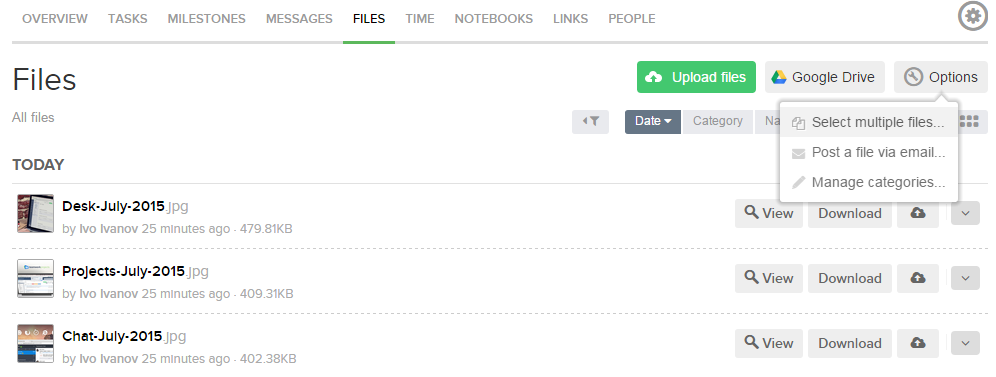 OVERVIEW TASKS MILESTONES MESSAGES FILES TIME NOTEBOOKS LINKS PEOPLE
Files
Upload files Google Drive Options
All files
Date Category
Select multiple files...
Post a file via email...
Manage categories...
TODAY
Desk-July-2015.jpg
by Ivo Ivanov 25 minutes ago · 479.81KB
View Download
Projects-July-2015.jpg
by Ivo Ivanov 25 minutes ago · 409.31KB
View Download
Chat-July-2015.jpg
by Ivo Ivanov 25 minutes ago · 402.38KB
View Download